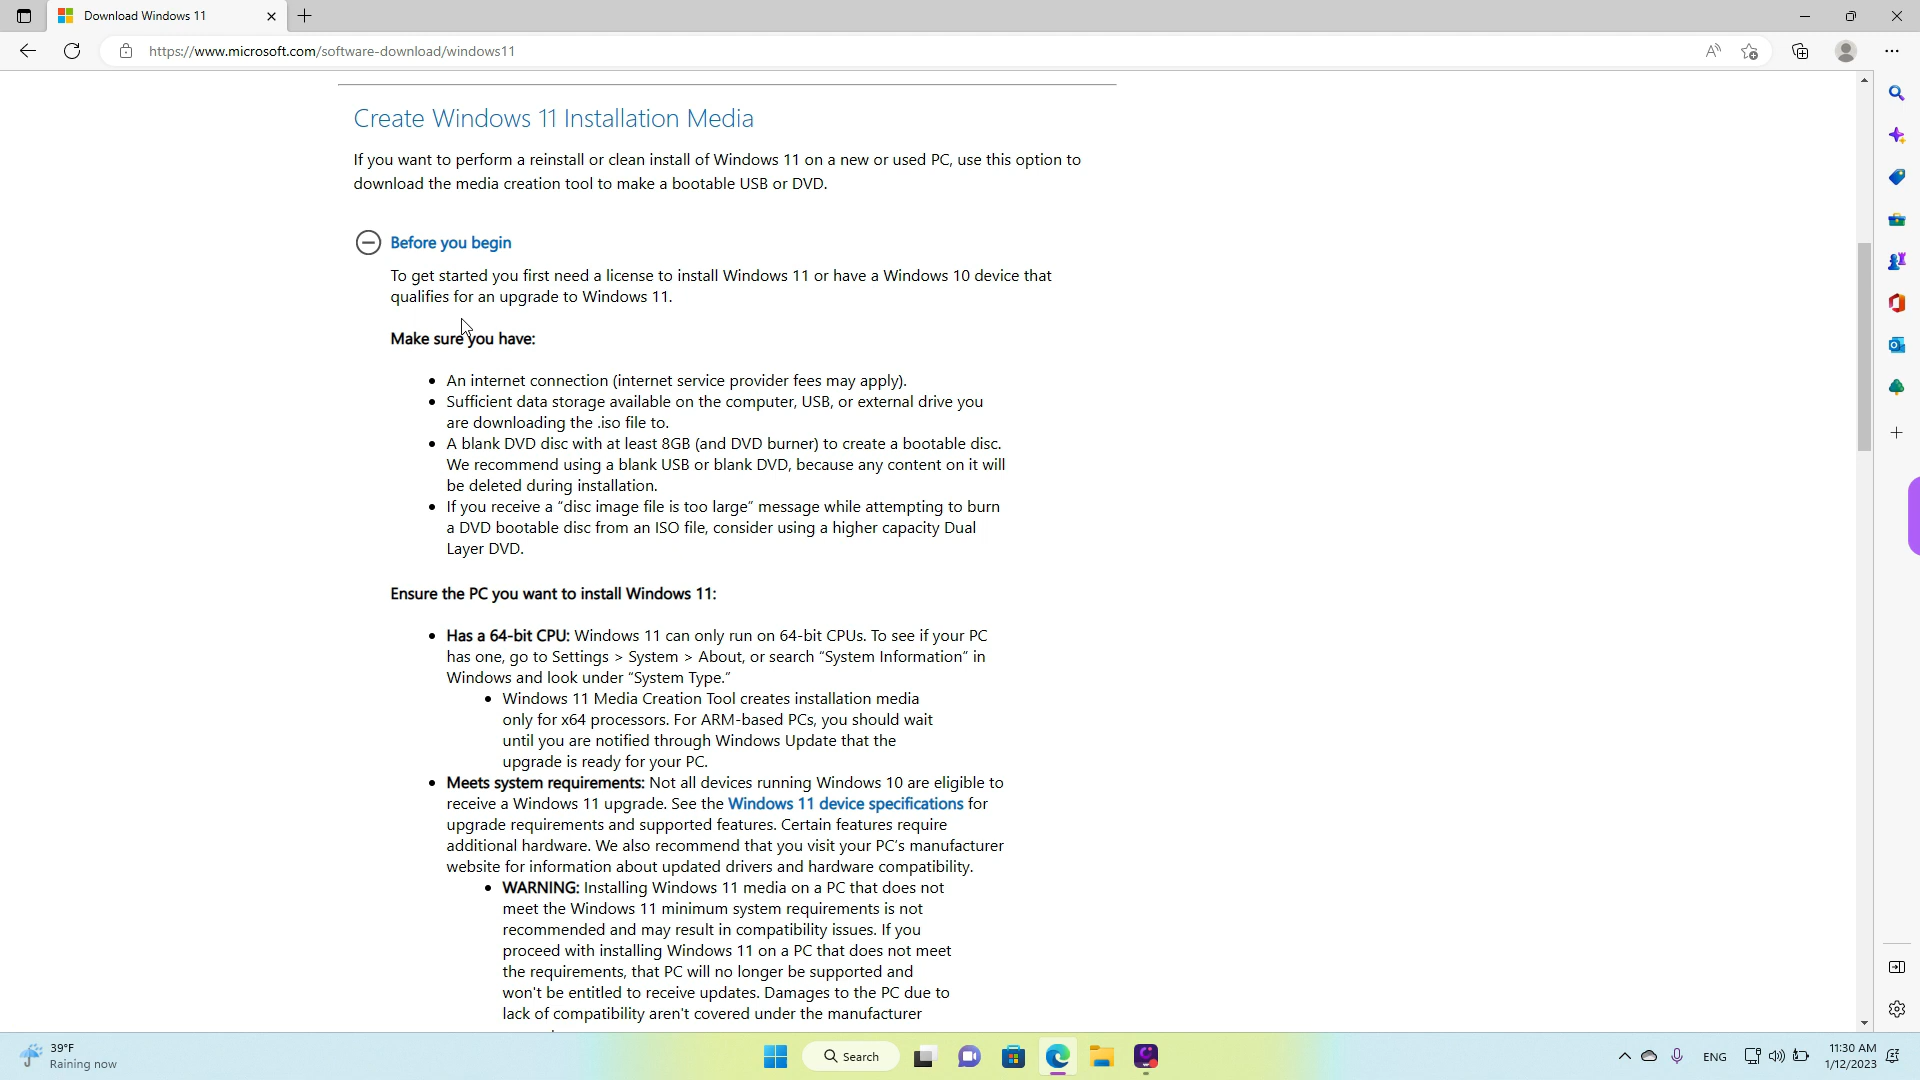 Download Windows 11
https://www.microsoft.com/software-download/windows11
Create Windows 11 Installation Media
If you want to perform a reinstall or clean install of Windows 11 on a new or used PC, use this option to
download the media creation tool to make a bootable USB or DVD.
Before you begin
To get started you first need a license to install Windows 11 or have a Windows 10 device that
qualifies for an upgrade to Windows 11.
Make sure you have:
• An internet connection (internet service provider fees may apply).
• Sufficient data storage available on the computer, USB, or external drive you
are downloading the .iso file to.
• A blank DVD disc with at least 8GB (and DVD burner) to create a bootable disc.
We recommend using a blank USB or blank DVD, because any content on it will
be deleted during installation.
• If you receive a “disc image file is too large” message while attempting to burn
a DVD bootable disc from an ISO file, consider using a higher capacity Dual
Layer DVD.
Ensure the PC you want to install Windows 11:
• Has a 64-bit CPU: Windows 11 can only run on 64-bit CPUs. To see if your PC
has one, go to Settings > System > About, or search “System Information” in
Windows and look under “System Type.”
• Windows 11 Media Creation Tool creates installation media
only for x64 processors. For ARM-based PCs, you should wait
until you are notified through Windows Update that the
upgrade is ready for your PC.
• Meets system requirements: Not all devices running Windows 10 are eligible to
receive a Windows 11 upgrade. See the Windows 11 device specifications for
upgrade requirements and supported features. Certain features require
additional hardware. We also recommend that you visit your PC's manufacturer
website for information about updated drivers and hardware compatibility.
• WARNING: Installing Windows 11 media on a PC that does not
meet the Windows 11 minimum system requirements is not
recommended and may result in compatibility issues. If you
proceed with installing Windows 11 on a PC that does not meet
the requirements, that PC will no longer be supported and
won't be entitled to receive updates. Damages to the PC due to
lack of compatibility aren't covered under the manufacturer
39°F
Raining now
Search
ENG
11:30 AM
1/12/2023